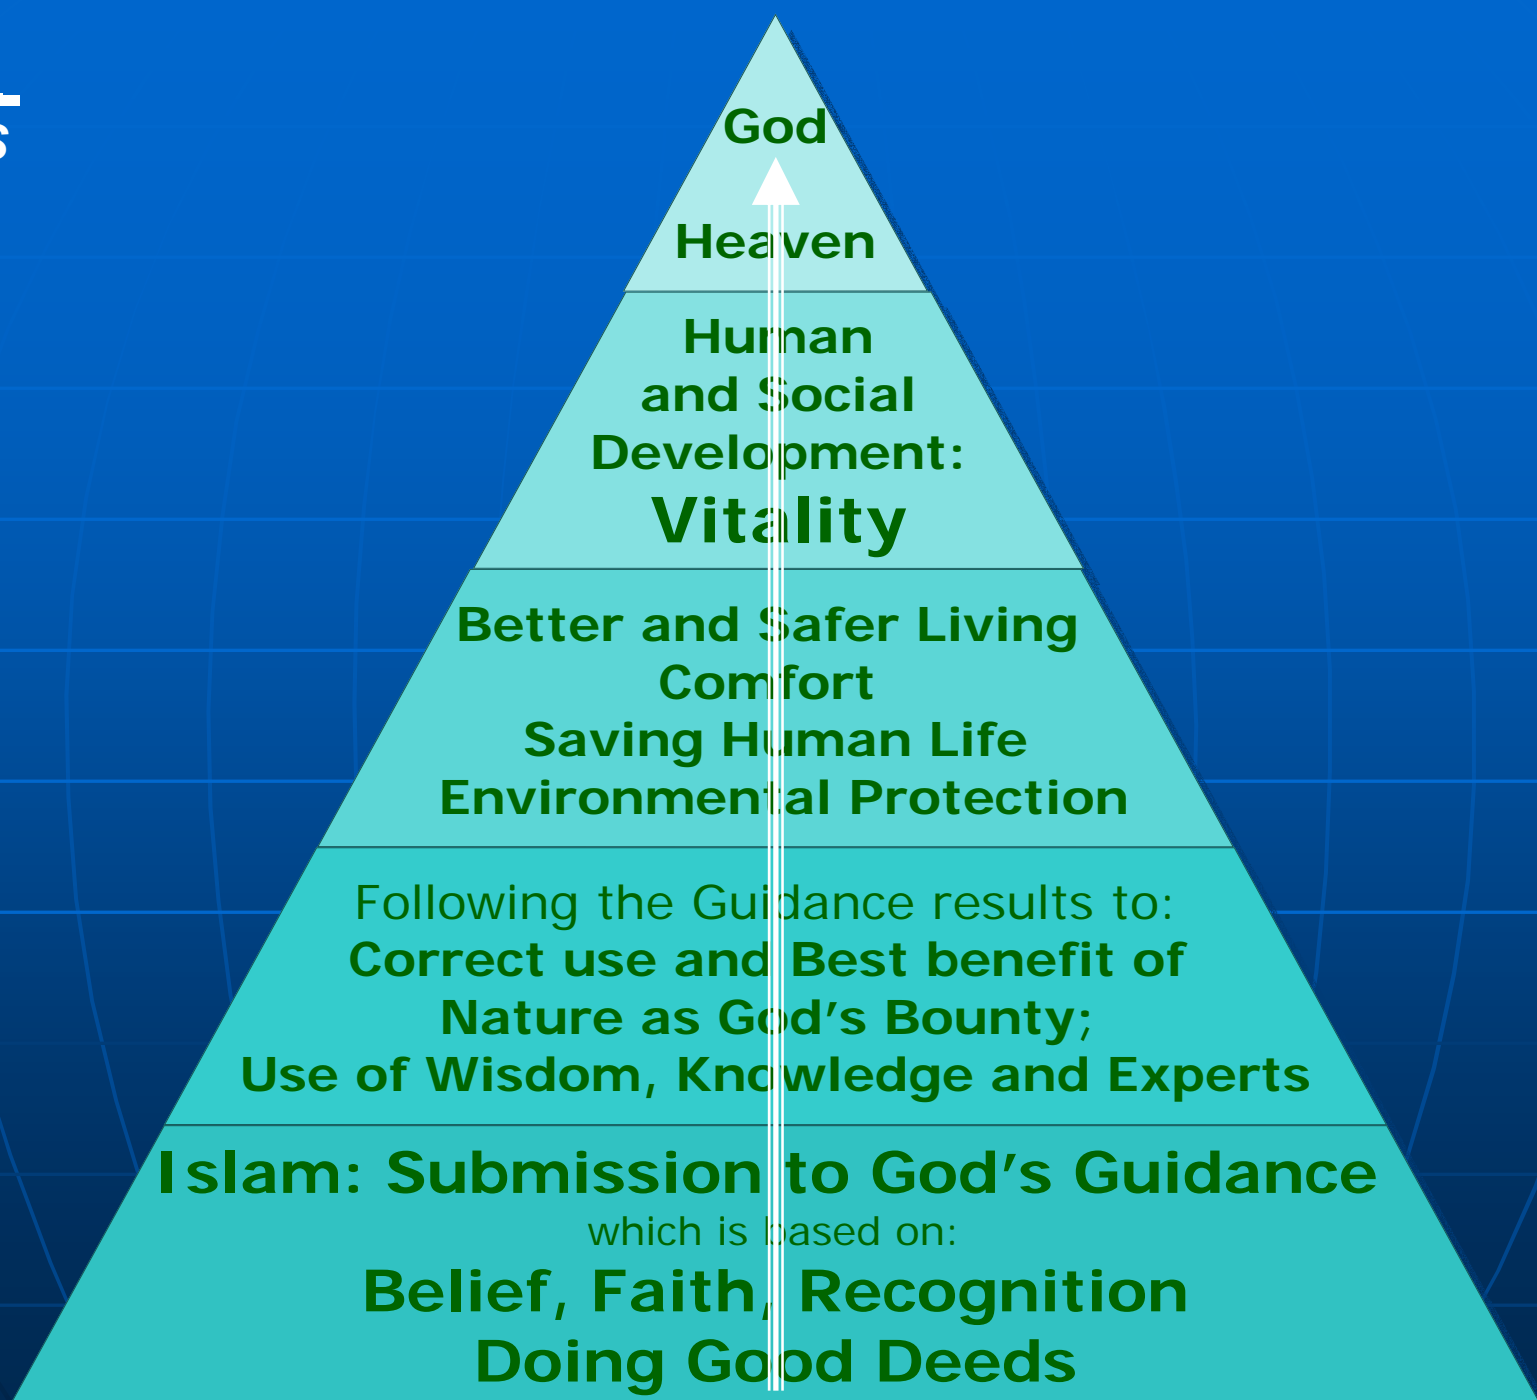 s
God
Heaven
Human
and Social
Development:
Vitality
Better and Safer Living
Comfort
Saving Human Life
Environmental Protection
Following the Guidance results to:
Correct use and Best benefit of
Nature as God’s Bounty;
Use of Wisdom, Knowledge and Experts
Islam: Submission to God’s Guidance
which is based on:
Belief, Faith, Recognition
Doing Good Deeds